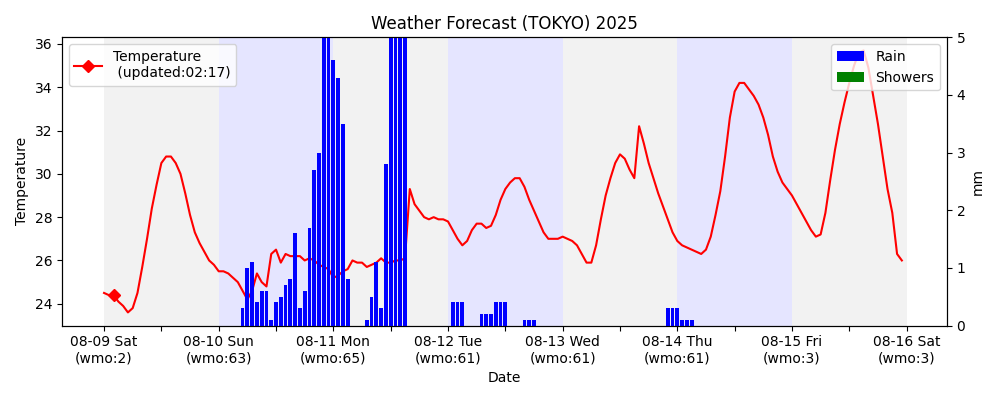 Weather Forecast (TOKYO) 2025
Temperature
(updated:02:17)
Rain
Showers
36
34
32
30
28
26
24
Temperature
5
4
3
2
1
0
mm
08-09 Sat
(wmo:2)
08-10 Sun
(wmo:63)
08-11 Mon
(wmo:65)
08-12 Tue
(wmo:61)
08-13 Wed
(wmo:61)
08-14 Thu
(wmo:61)
08-15 Fri
(wmo:3)
08-16 Sat
(wmo:3)
Date